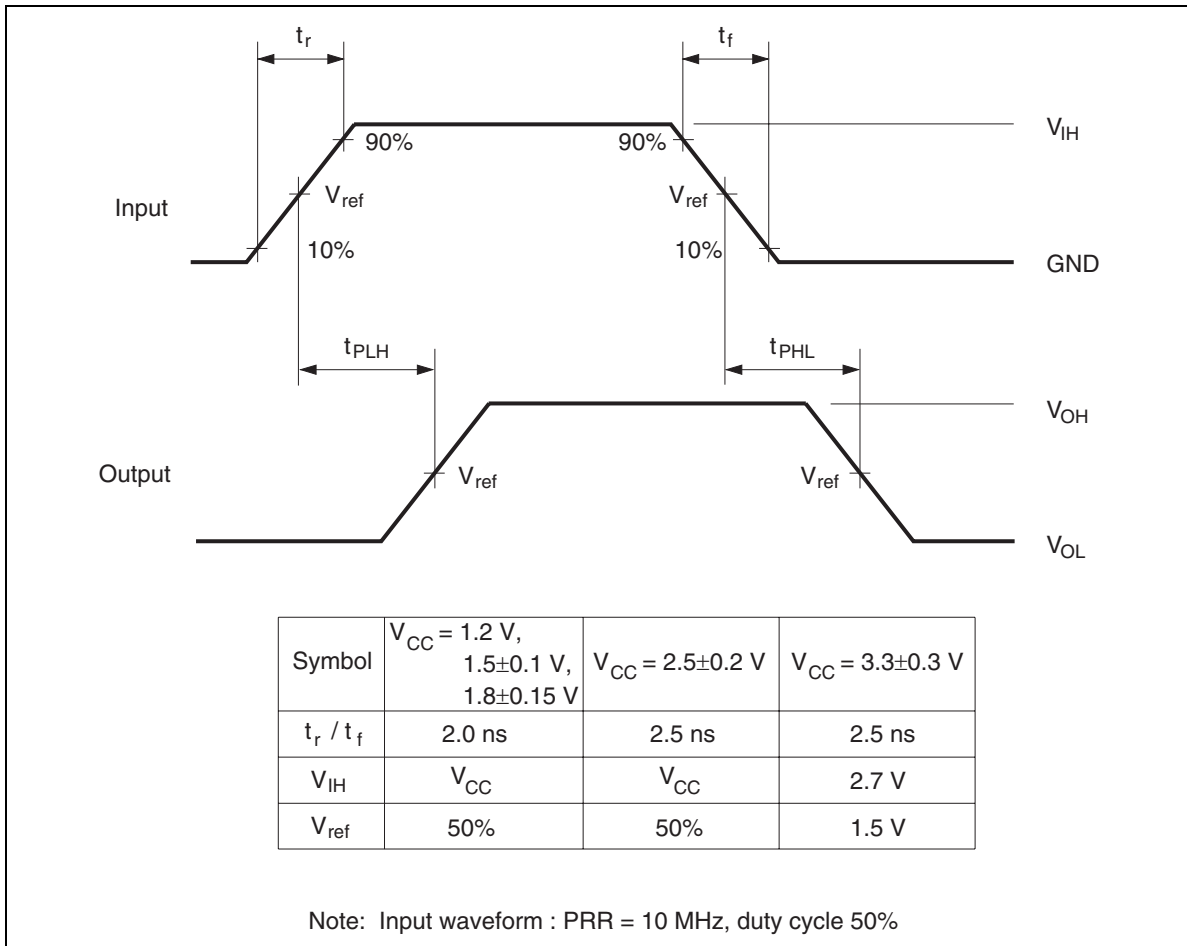 tr
tf
90%
90%
VIH
Input
Vref
Vref
10%
10%
GND
tPLH
tPHL
VOH
Output
Vref
Vref
VOL
Symbol
VCC = 1.2 V,
1.5±0.1 V,
1.8±0.15 V
VCC = 2.5±0.2 V
VCC = 3.3±0.3 V
tr / tf
2.0 ns
2.5 ns
2.5 ns
VIH
VCC
VCC
2.7 V
Vref
50%
50%
1.5 V
Note: Input waveform : PRR = 10 MHz, duty cycle 50%